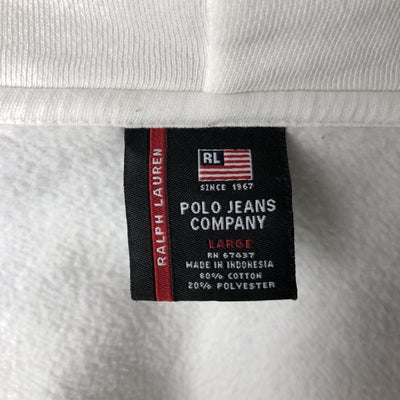 RALPH LAUREN
RL
SINCE 1967
POLO JEANS
COMPANY
LARGE
RN 67437
MADE IN INDONESIA
80% COTTON
20% POLYESTER